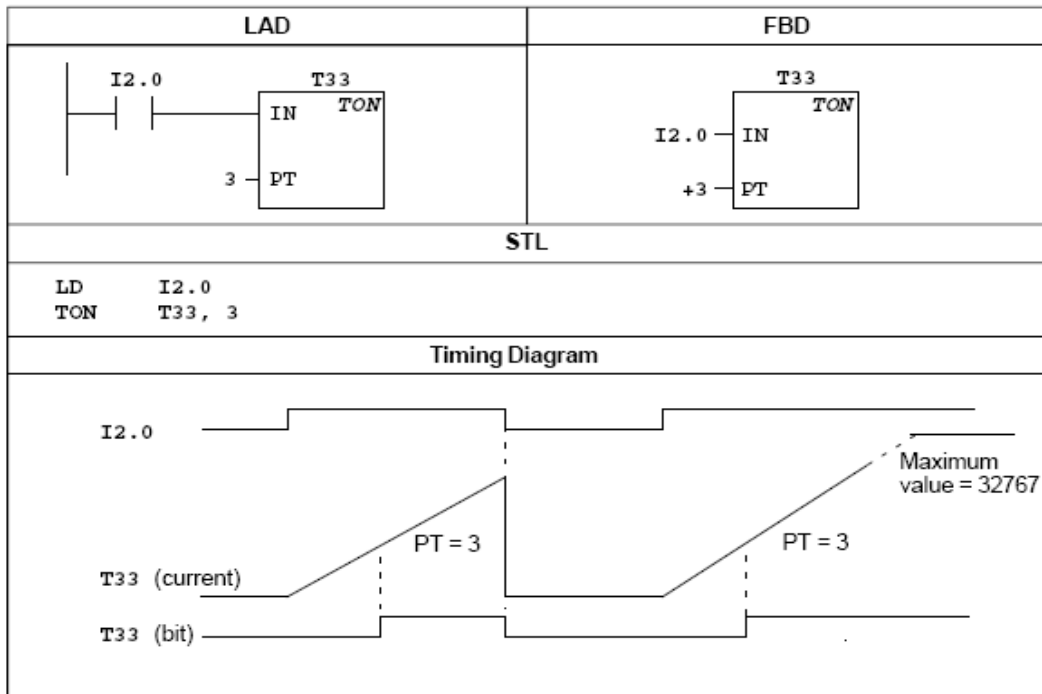 LAD
FBD
I2.0
T33
TON
IN
3
PT
T33
TON
I2.0
IN
+3
PT
STL
LD I2.0
TON T33, 3
Timing Diagram
I2.0
Maximum
value = 32767
PT = 3
PT = 3
T33 (current)
T33 (bit)